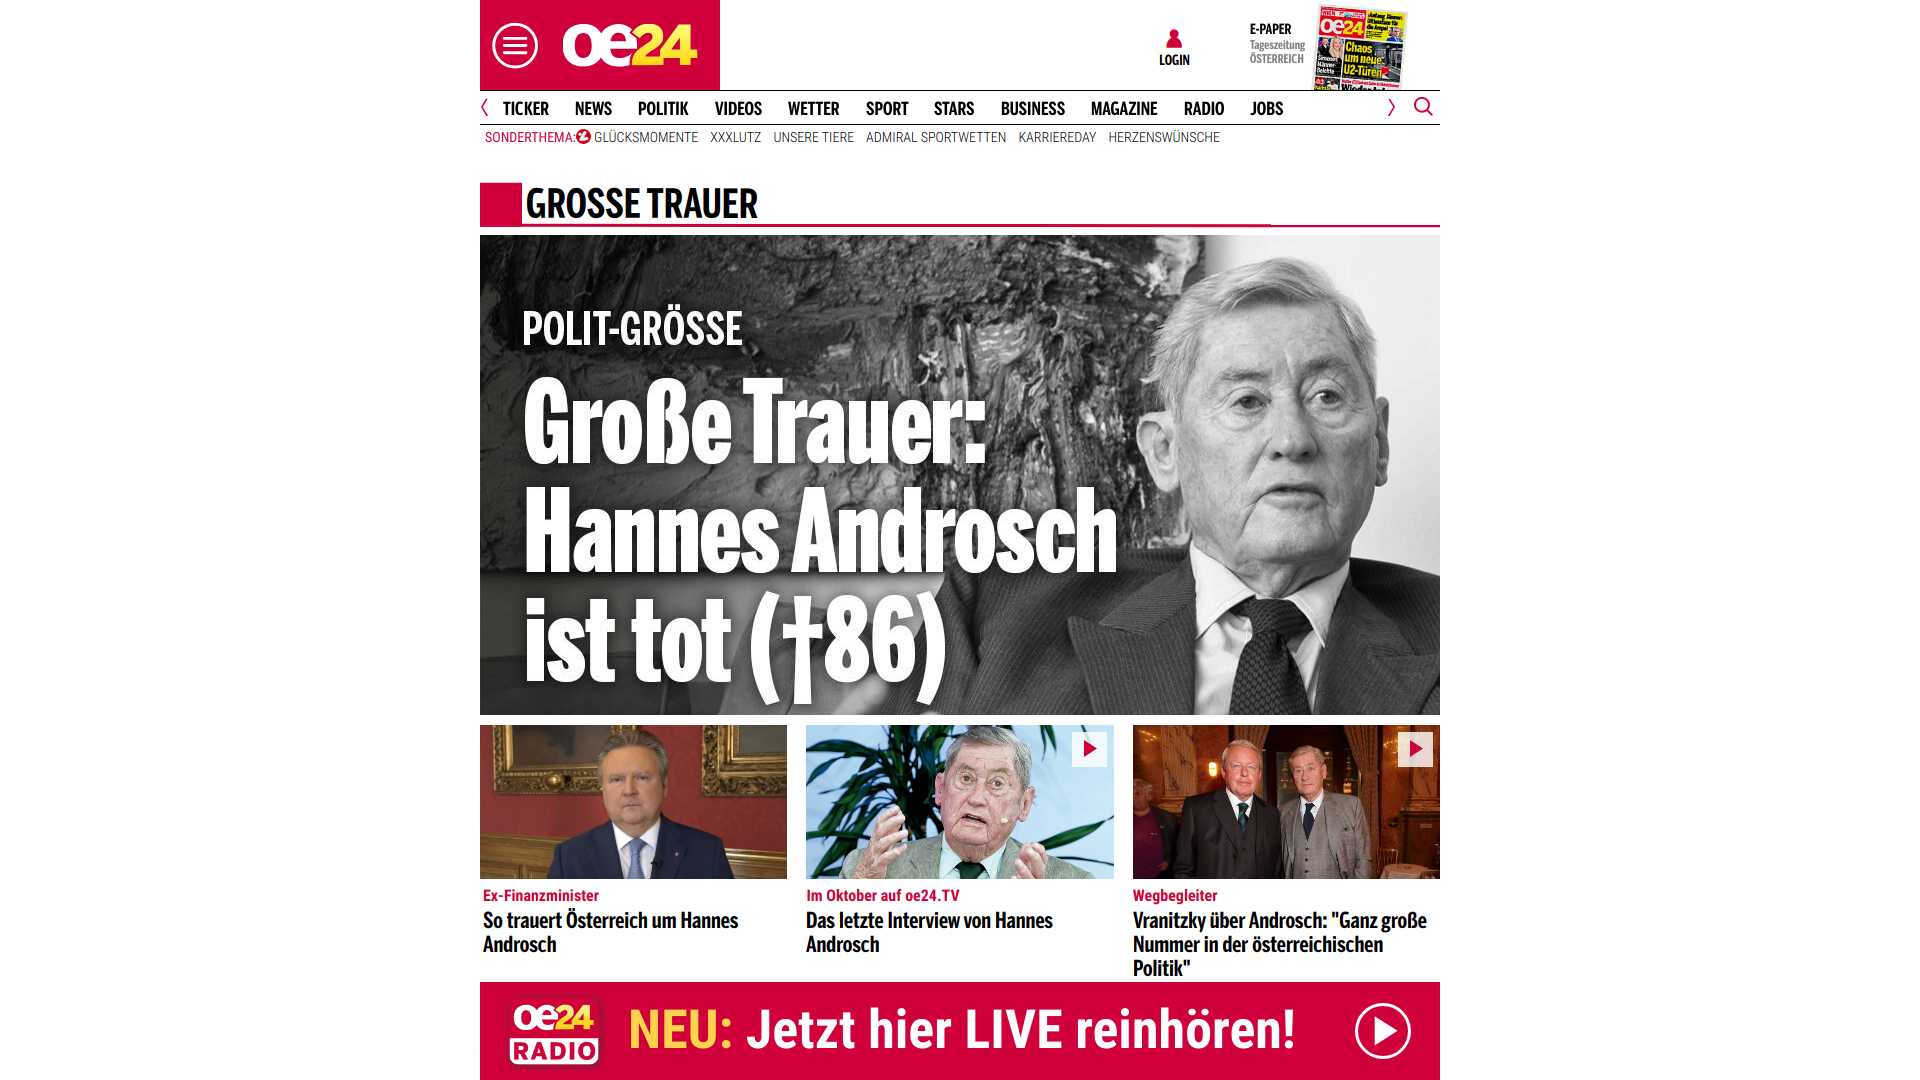 oe24
LOGIN
E-PAPER
Tageszeitung
ÖSTERREICH
oe24
Chaos
um neue
U2-Türen
TICKER NEWS POLITIK VIDEOS WETTER SPORT STARS BUSINESS MAGAZINE RADIO JOBS
SONDERTHEMA: GLÜCKSMOMENTE XXXLUTZ UNSERE TIERE ADMIRAL SPORTWETTEN KARRIEREDAY HERZENSWÜNSCHE
GROSSE TRAUER
POLIT-GRÖSSE
Große Trauer:
Hannes Androsch
ist tot (†86)
Ex-Finanzminister
So trauert Österreich um Hannes
Androsch
Im Oktober auf oe24.TV
Das letzte Interview von Hannes
Androsch
Wegbegleiter
Vranitzky über Androsch: "Ganz große
Nummer in der österreichischen
Politik"
oe24
RADIO
NEU: Jetzt hier LIVE reinhören!